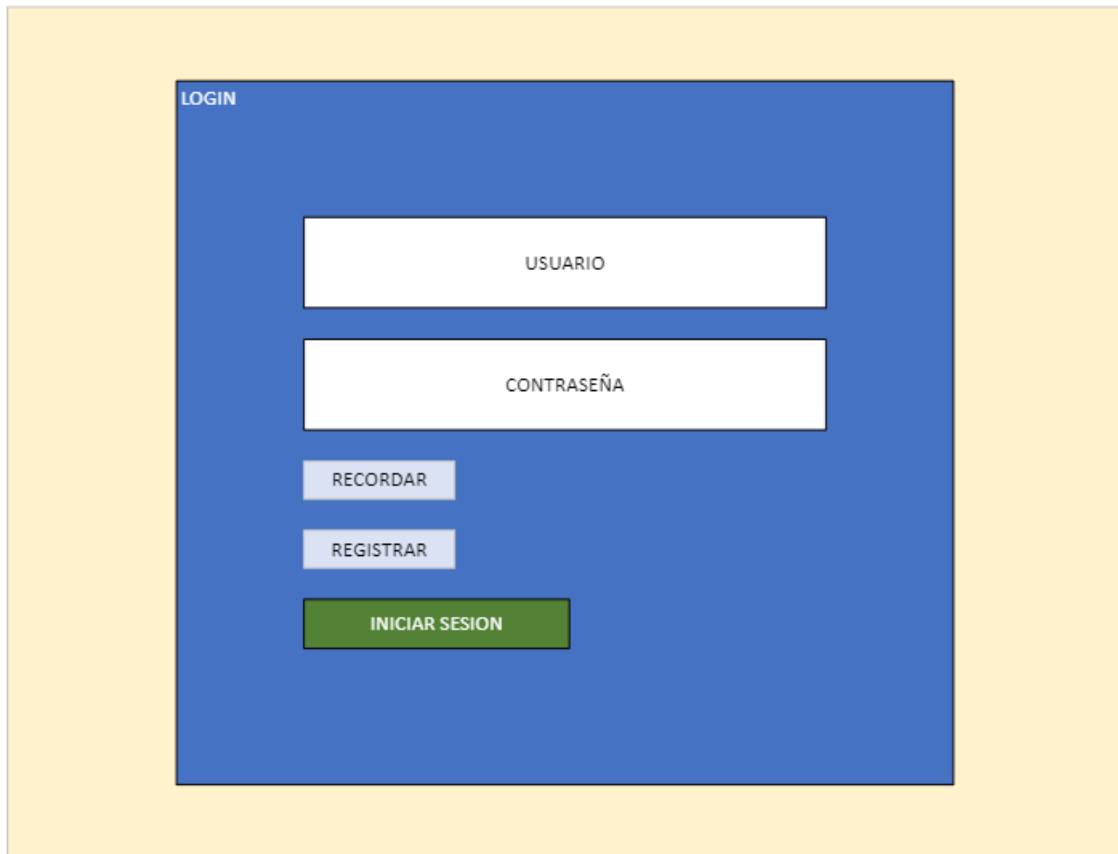 LOGIN
USUARIO
CONTRASEÑA
RECORDAR
REGISTRAR
INICIAR SESION